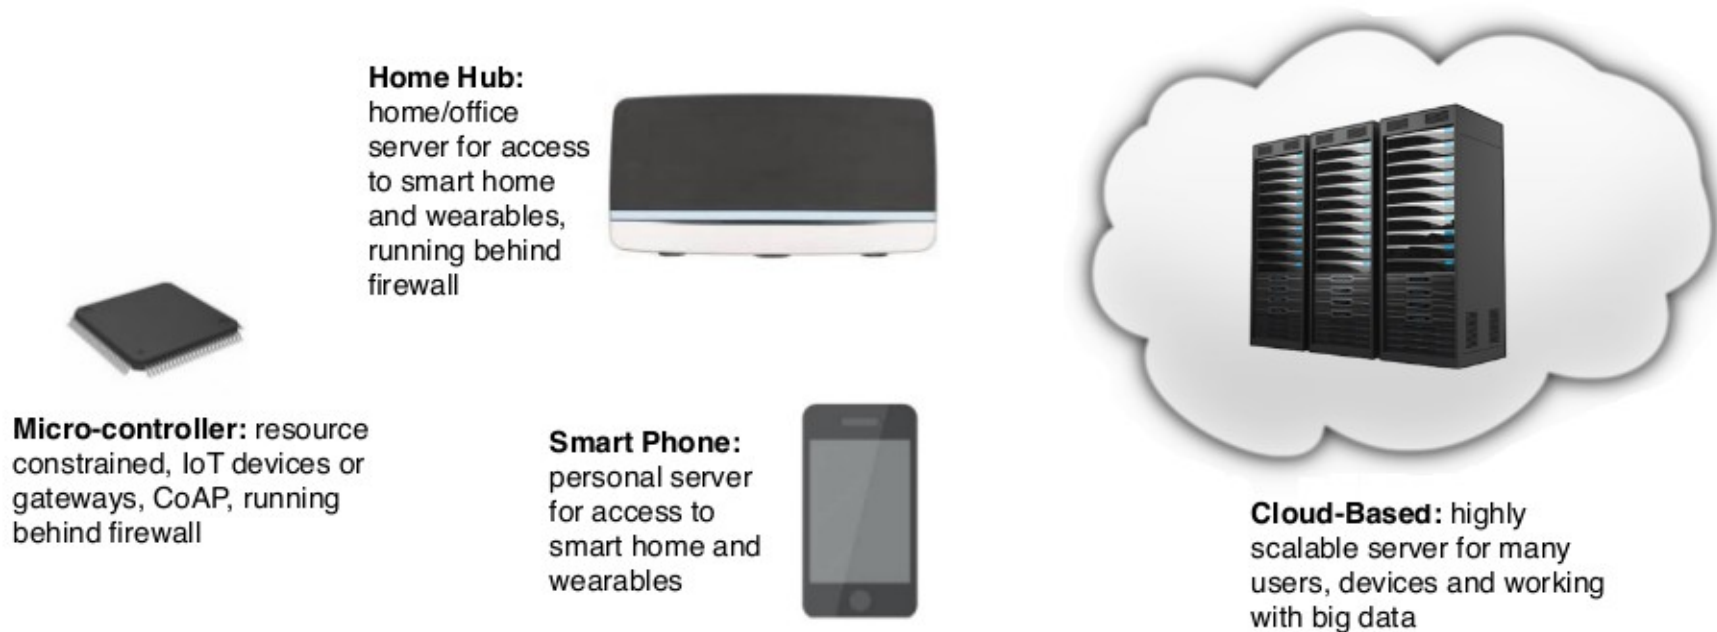 Home Hub:
home/office
server for access
to smart home
and wearables,
running behind
firewall
Micro-controller: resource
constrained, IoT devices or
gateways, CoAP, running
behind firewall
Smart Phone:
personal server
for access to
smart home and
wearables
Cloud-Based: highly
scalable server for many
users, devices and working
with big data